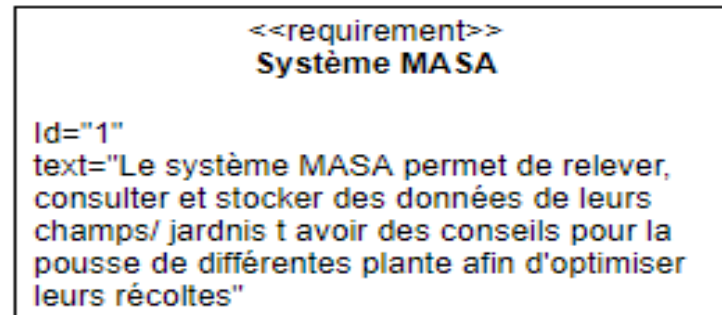 <<requirement>>
Système MASA
Id="1"
text="Le système MASA permet de relever,
consulter et stocker des données de leurs
champs/ jardnis t avoir des conseils pour la
pousse de différentes plante afin d'optimiser
leurs récoltes"